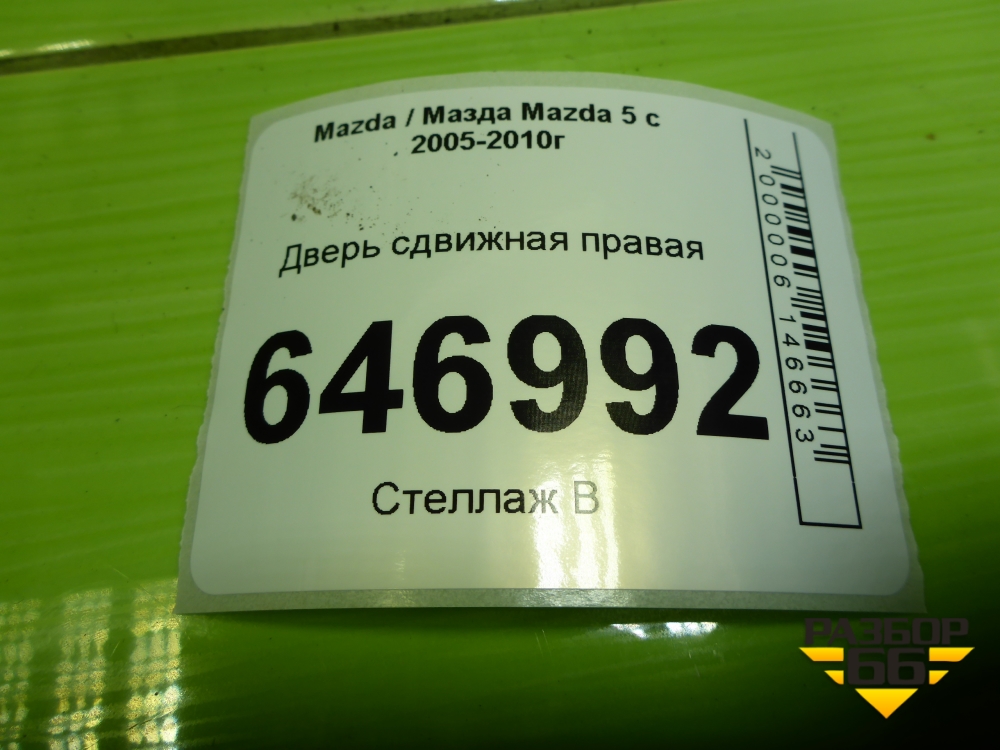 Mazda / Мазда Mazda 5 с
2005-2010г
Дверь сдвижная правая
646992
Стеллаж В
2000006146663
РАЗБОР
66